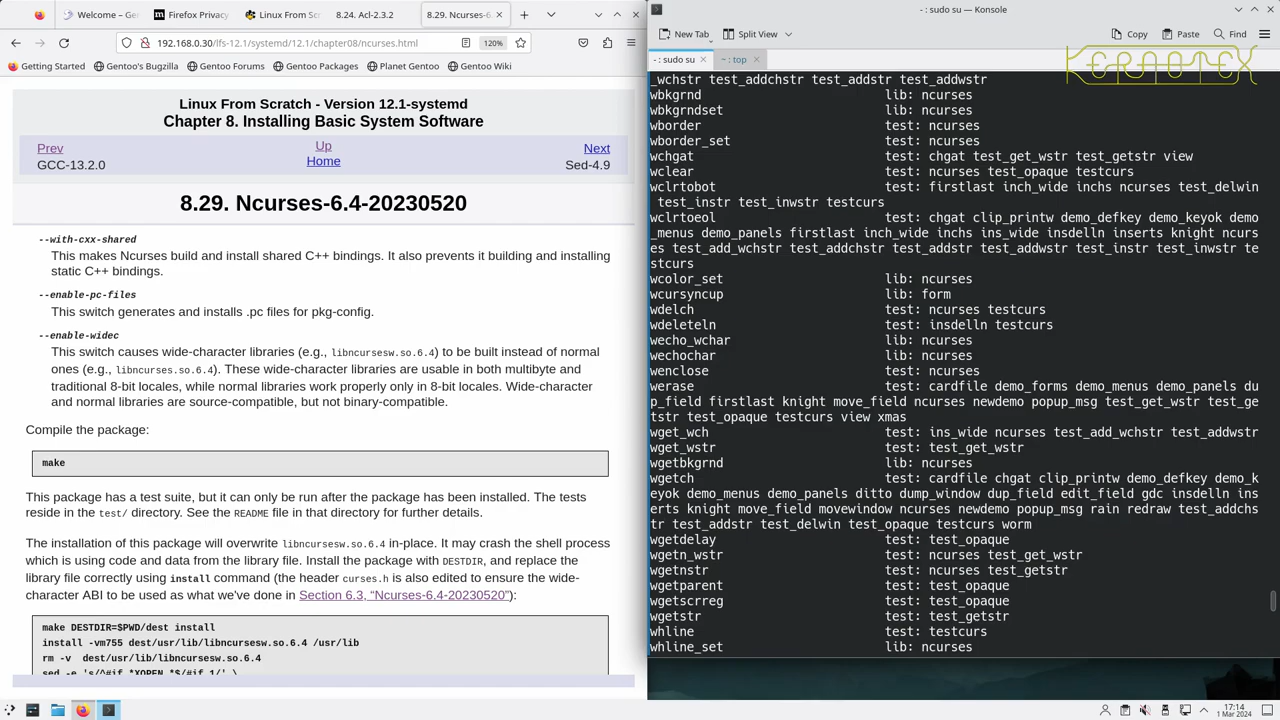 Welcome – Ge
Firefox Privacy
Linux From Scr
8.24. Acl-2.3.2
8.29. Ncurses-6.
192.168.0.30/lfs-12.1/systemd/12.1/chapter08/ncurses.html
120%
Getting Started
Gentoo's Bugzilla
Gentoo Forums
Gentoo Packages
Planet Gentoo
Gentoo Wiki
Linux From Scratch - Version 12.1-systemd
Chapter 8. Installing Basic System Software
Prev
Up
Next
GCC-13.2.0
Home
Sed-4.9
8.29. Ncurses-6.4-20230520
--with-cxx-shared
This makes Ncurses build and install shared C++ bindings. It also prevents it building and installing
static C++ bindings.
--enable-pc-files
This switch generates and installs .pc files for pkg-config.
--enable-widec
This switch causes wide-character libraries (e.g., libncursesw.so.6.4) to be built instead of normal
ones (e.g., libncurses.so.6.4). These wide-character libraries are usable in both multibyte and
traditional 8-bit locales, while normal libraries work properly only in 8-bit locales. Wide-character
and normal libraries are source-compatible, but not binary-compatible.
Compile the package:
make
This package has a test suite, but it can only be run after the package has been installed. The tests
reside in the test/ directory. See the README file in that directory for further details.
The installation of this package will overwrite libncursesw.so.6.4 in-place. It may crash the shell process
which is using code and data from the library file. Install the package with DESTDIR, and replace the
library file correctly using install command (the header curses.h is also edited to ensure the wide-
character ABI to be used as what we've done in Section 6.3, “Ncurses-6.4-20230520”):
make DESTDIR=$PWD/dest install
install -vm755 dest/usr/lib/libncursesw.so.6.4 /usr/lib
rm -v  dest/usr/lib/libncursesw.so.6.4
sed -e 's/^#if.*XOPEN.*$/#if 1/' \
- : sudo su — Konsole
New Tab
Split View
Copy
Paste
Find
- : sudo su
~ : top
KERNOTEX
_wchstr test_addchstr test_addstr test_addwstr
wbkgrnd lib: ncurses
wbkgrndset lib: ncurses
wborder test: ncurses
wborder_set test: ncurses
wchgat test: chgat test_get_wstr test_getstr view
wclear test: ncurses test_opaque testcurs
wclrtobot test: firstlast inch_wide inchs ncurses test_delwin
test_instr test_inwstr testcurs
wclrtoeol test: chgat clip_printw demo_defkey demo_keyok demo
_menus demo_panels firstlast inch_wide inchs ins_wide insdelln inserts knight ncurs
es test_add_wchstr test_addchstr test_addstr test_addwstr test_instr test_inwstr te
stcurs
wcolor_set lib: ncurses
wcursyncup lib: form
wdelch test: ncurses testcurs
wdeleteln test: insdelln testcurs
wecho_wchar lib: ncurses
wechochar lib: ncurses
wenclose test: ncurses
werase test: cardfile demo_forms demo_menus demo_panels du
p_field firstlast knight move_field ncurses newdemo popup_msg test_get_wstr test_ge
tstr test_opaque testcurs view xmas
wget_wch test: ins_wide ncurses test_add_wchstr test_addwstr
wget_wstr test: test_get_wstr
wgetbkgrnd lib: ncurses
wgetch test: cardfile chgat clip_printw demo_defkey demo_k
eyok demo_menus demo_panels ditto dump_window dup_field edit_field gdc insdelln ins
erts knight move_field movewindow ncurses newdemo popup_msg rain redraw test_addchs
tr test_addstr test_delwin test_opaque testcurs worm
wgetdelay test: test_opaque
wgetn_wstr test: ncurses test_get_wstr
wgetnstr test: ncurses test_getstr
wgetparent test: test_opaque
wgetscrreg test: test_opaque
wgetstr test: test_getstr
whline test: testcurs
whline_set lib: ncurses
17:14
1 Mar 2024